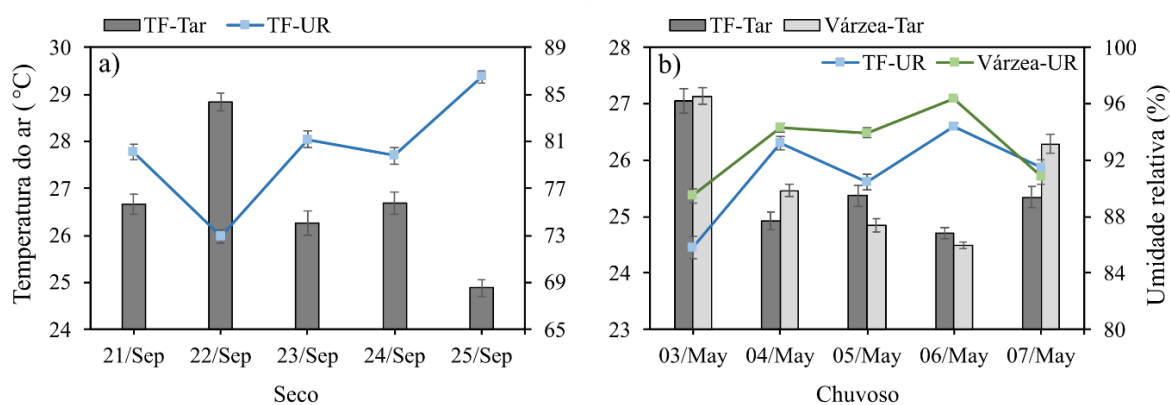 TF-Tar TF-UR
a)
Temperatura do ar (°C)
30
29
28
27
26
25
24
89
85
81
77
73
69
65
21/Sep 22/Sep 23/Sep 24/Sep 25/Sep
Seco
TF-Tar Várzea-Tar
TF-UR Várzea-UR
b)
28
27
26
25
24
23
100
96
92
88
84
80
Umidade relativa (%)
03/May 04/May 05/May 06/May 07/May
Chuvoso